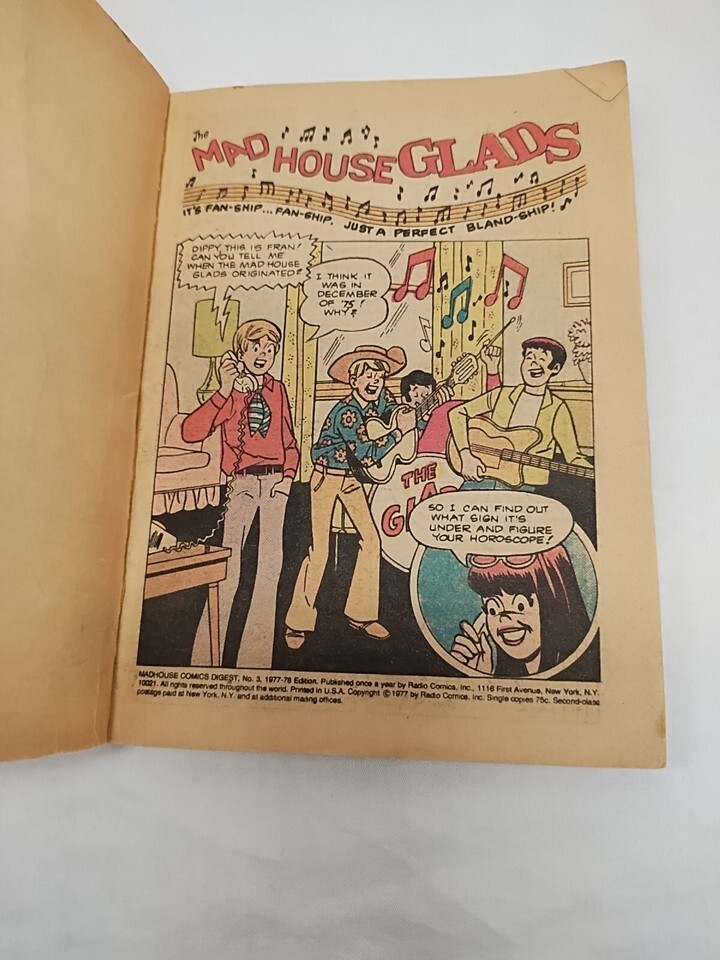 The
MAD HOUSE GLADS
IT'S FAN-SHIP... FAN-SHIP, JUST A PERFECT BLAND-SHIP!
DIPPY, THIS IS FRAN!
CAN YOU TELL ME
WHEN THE MAD HOUSE
GLADS ORIGINATED?
I THINK IT
WAS IN
DECEMBER
OF '75!
WHY?
THE
GLA
SO I CAN FIND OUT
WHAT SIGN IT'S
UNDER AND FIGURE
YOUR HOROSCOPE!
MADHOUSE COMICS DIGEST, No. 3, 1977-78 Edition. Published once a year by Radio Comics, Inc., 1116 First Avenue, New York, N.Y.
10021. All rights reserved throughout the world. Printed in U.S.A. Copyright © 1977 by Radio Comics, Inc. Single copies 75c. Second-class
postage paid at New York, N.Y. and at additional mailing offices.